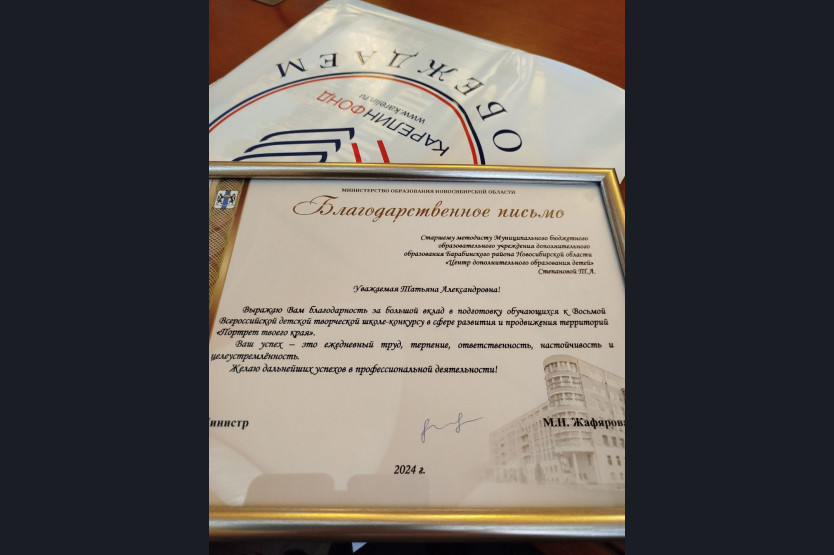 ОБЕЖДАЕМ
КАРЕЛИНФОНД
www.karelin.ru
МИНИСТЕРСТВО ОБРАЗОВАНИЯ НОВОСИБИРСКОЙ ОБЛАСТИ
Благодарственное письмо
Старшему методисту Муниципального бюджетного
образовательного учреждения дополнительного
образования Барабинского района Новосибирской области
«Центр дополнительного образования детей»
Степановой Т.А.
Уважаемая Татьяна Александровна!
Выражаю Вам благодарность за большой вклад в подготовку обучающихся к Восьмой
Всероссийской детской творческой школе-конкурсу в сфере развития и продвижения территорий
«Портрет твоего края».
Ваш успех – это ежедневный труд, терпение, ответственность, настойчивость и
целеустремлённость.
Желаю дальнейших успехов в профессиональной деятельности!
инистр
М.Н. Жафярова
2024 г.